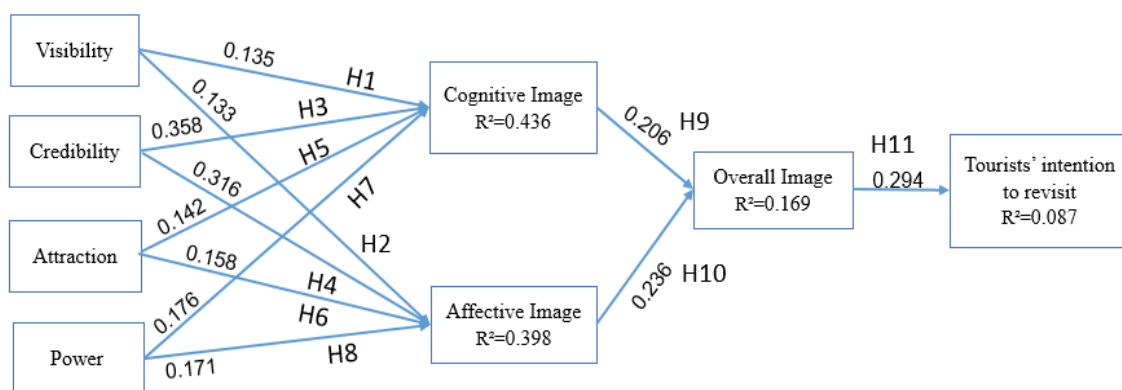 Visibility
Credibility
Attraction
Power
0.135
H1
0.133
0.358
H3
H5
0.316
H7
0.142
H2
0.158
H4
0.176
H6
0.171
H8
Cognitive Image
R²=0.436
Affective Image
R²=0.398
0.206
H9
0.236
H10
Overall Image
R²=0.169
H11
0.294
Tourists' intention
to revisit
R²=0.087